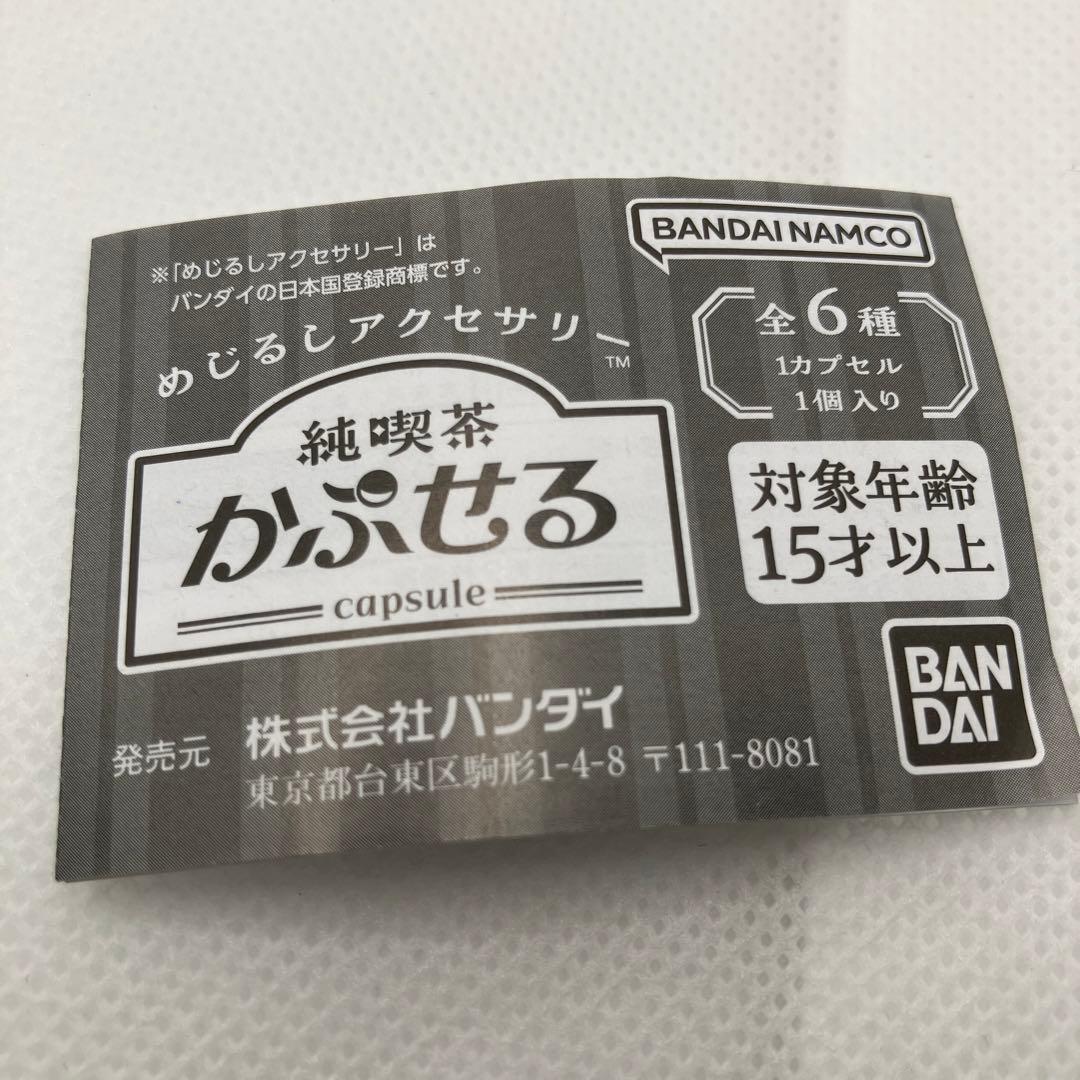 ※「めじるしアクセサリー」は
バンダイの日本国登録商標です。
めじるしアクセサリー™
純喫茶
かぷせる
capsule
BANDAI NAMCO
全6種
1カプセル
1個入り
対象年齢
15才以上
BAN
DAI
発売元 株式会社バンダイ
東京都台東区駒形1-4-8 〒111-8081